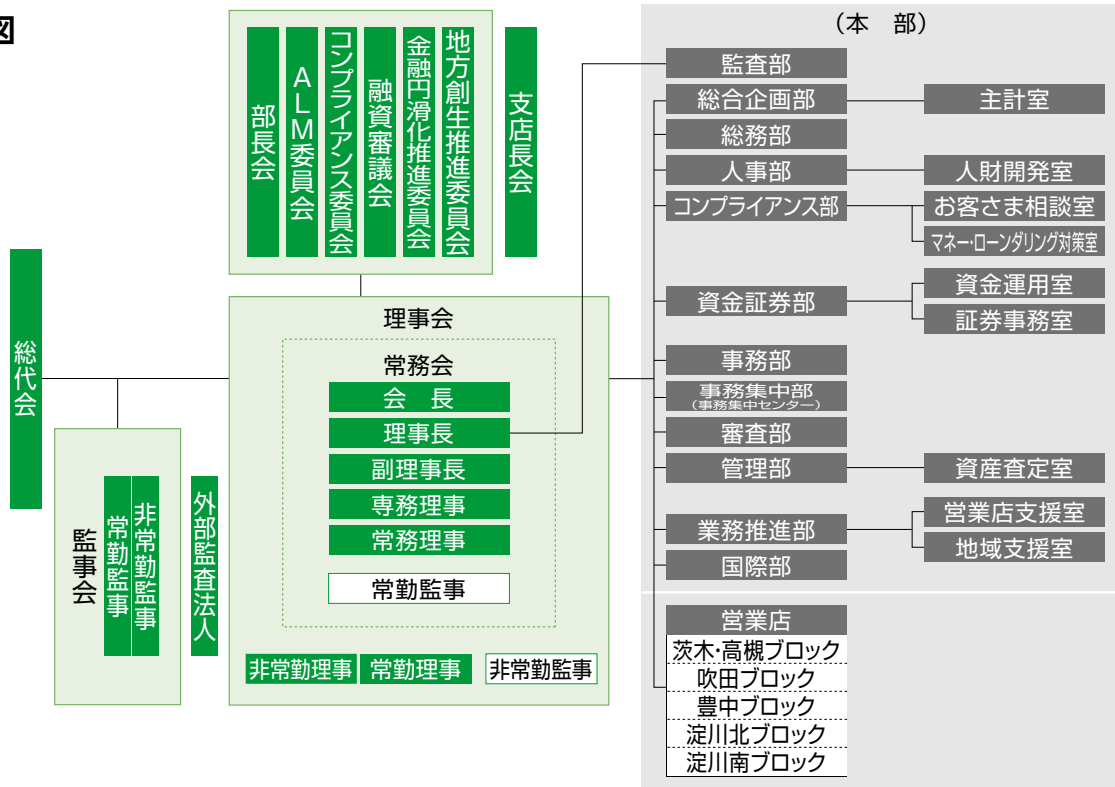 図
部長会
ALM委員会
コンプライアンス委員会
融資審議会
金融円滑化推進委員会
地方創生推進委員会
支店長会
総代会
監事会
常勤監事
非常勤監事
外部監査法人
理事会
常務会
会　長
理事長
副理事長
専務理事
常務理事
常勤監事
非常勤理事
常勤理事
非常勤監事
（本　部）
監査部
総合企画部
主計室
総務部
人事部
人財開発室
コンプライアンス部
お客さま相談室
マネー・ローンダリング対策室
資金証券部
資金運用室
証券事務室
事務部
事務集中部
（事務集中センター）
審査部
管理部
資産査定室
業務推進部
営業店支援室
地域支援室
国際部
営業店
茨木・高槻ブロック
吹田ブロック
豊中ブロック
淀川北ブロック
淀川南ブロック